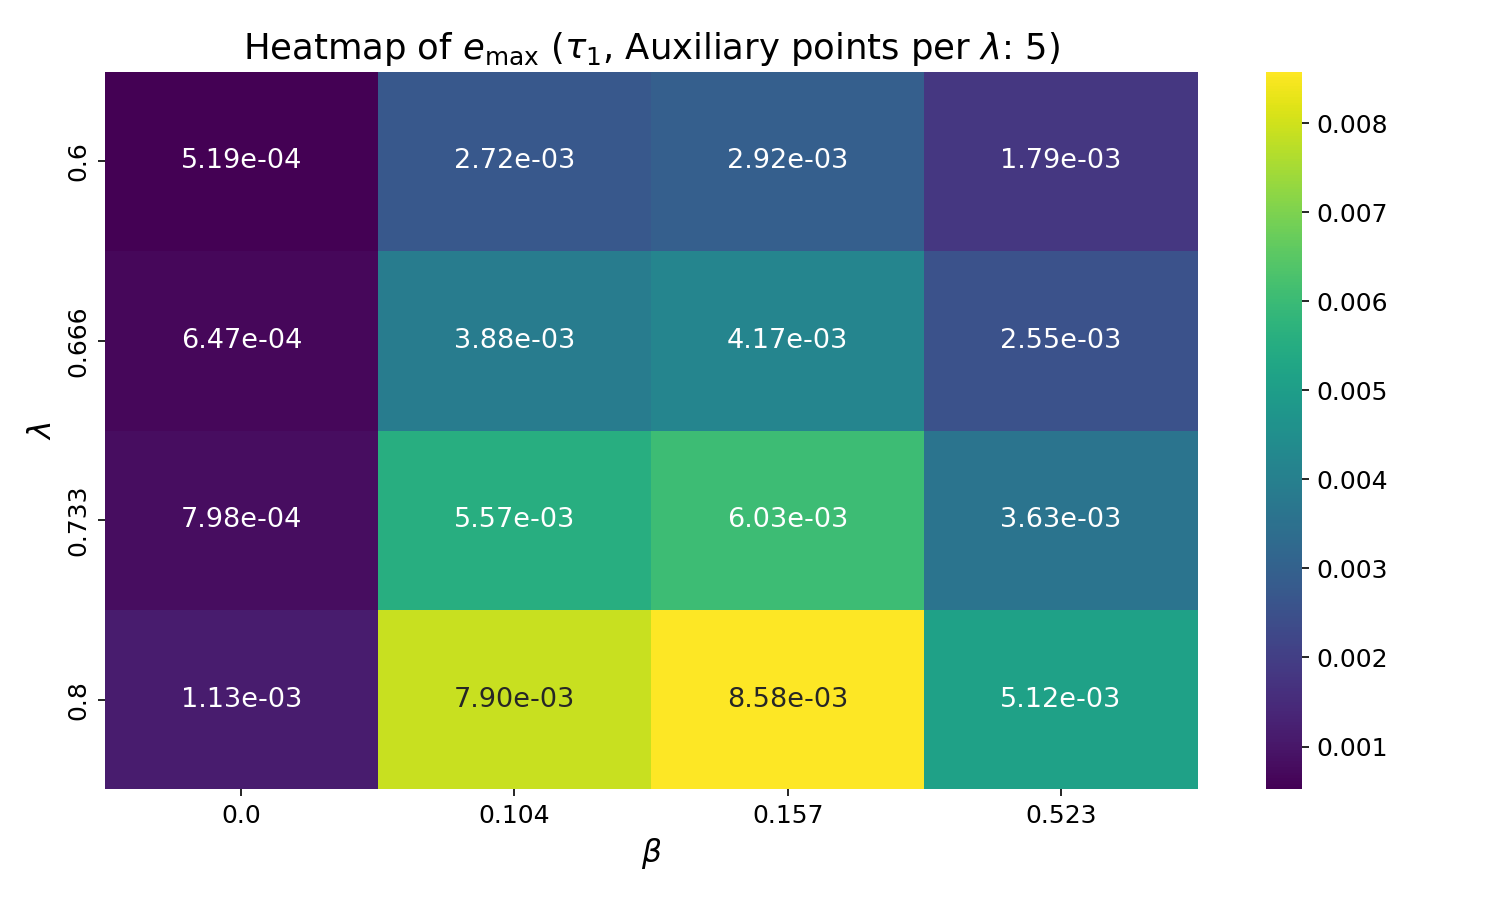 Heatmap of e_max (τ₁, Auxiliary points per λ: 5)
0.6 5.19e-04 2.72e-03 2.92e-03 1.79e-03
0.666 6.47e-04 3.88e-03 4.17e-03 2.55e-03
0.733 7.98e-04 5.57e-03 6.03e-03 3.63e-03
0.8 1.13e-03 7.90e-03 8.58e-03 5.12e-03
0.0 0.104 0.157 0.523
β
λ
0.008
0.007
0.006
0.005
0.004
0.003
0.002
0.001